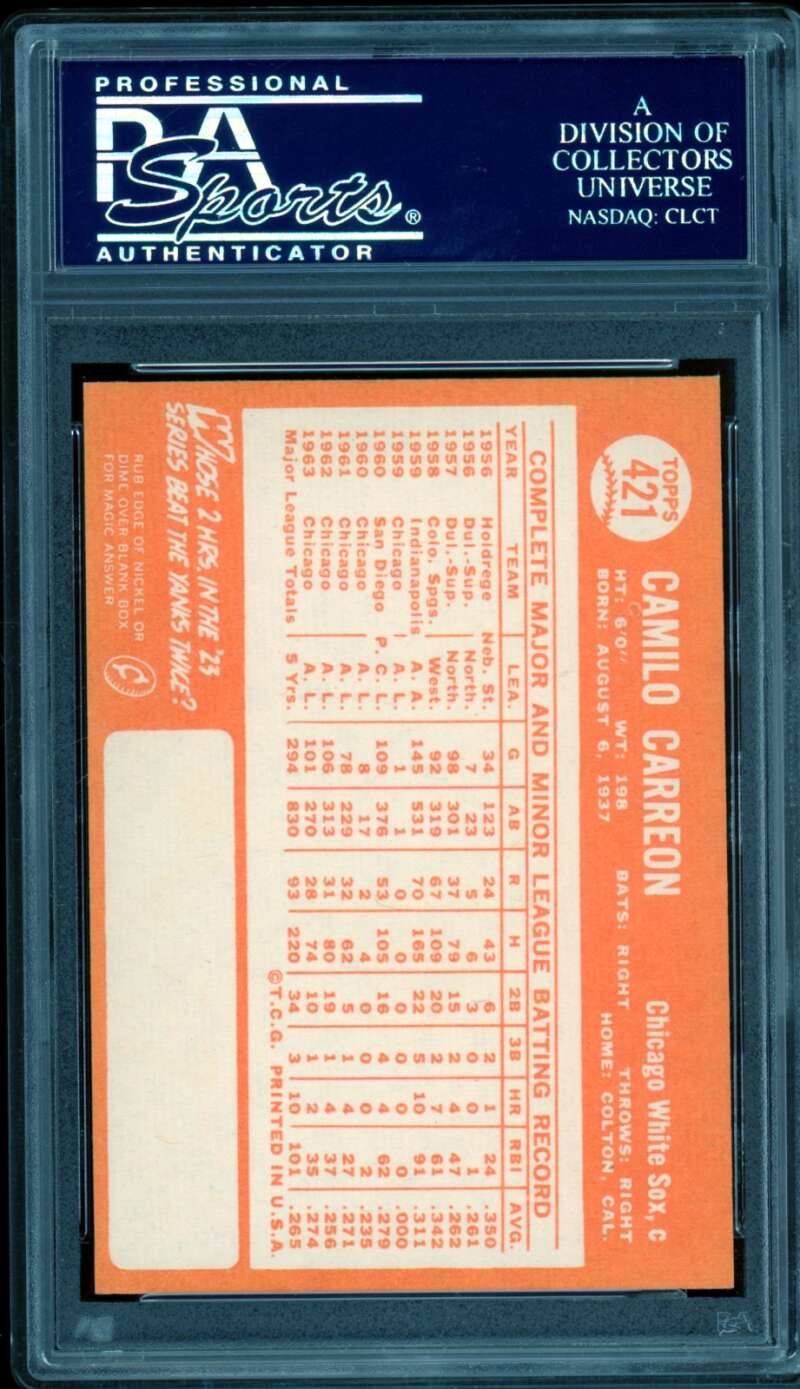 PROFESSIONAL
PSA
Sports®
AUTHENTICATOR
A
DIVISION OF
COLLECTORS
UNIVERSE
NASDAQ: CLCT
TOPPS
421
CAMILO CARREON Chicago White Sox, c
HT: 6'0" WT: 198 BATS: RIGHT THROWS: RIGHT
BORN: AUGUST 6, 1937 HOME: COLTON, CAL.
COMPLETE MAJOR AND MINOR LEAGUE BATTING RECORD
YEAR TEAM LEA. G AB R H 2B 3B HR RBI AVG.
1956 Holdrege Neb. St. 34 123 24 43 6 2 1 24 .350
1956 Dul.-Sup. North. 7 23 5 6 3 0 1 1 .261
1957 Dul.-Sup. North. 98 301 37 79 15 2 4 47 .262
1958 Colo. Spgs. West. 92 319 67 109 20 2 7 61 .342
1959 Indianapolis A. A. 145 531 70 165 22 5 10 91 .311
1959 Chicago A. L. 1 1 0 0 0 0 0 0 .000
1960 San Diego P. C. L. 109 376 53 105 16 4 4 62 .279
1960 Chicago A. L. 8 17 2 4 0 0 0 2 .235
1961 Chicago A. L. 78 229 32 62 5 1 4 27 .271
1962 Chicago A. L. 106 313 31 80 19 1 4 37 .256
1963 Chicago A. L. 101 270 28 74 10 1 2 35 .274
Major League Totals 5 Yrs. 294 830 93 220 34 3 10 101 .265
©T.C.G. PRINTED IN U.S.A.
WHOSE 2 HRS. IN THE '23
SERIES BEAT THE YANKS TWICE?
RUB EDGE OF NICKEL OR
DIME OVER BLANK BOX
FOR MAGIC ANSWER
PSA